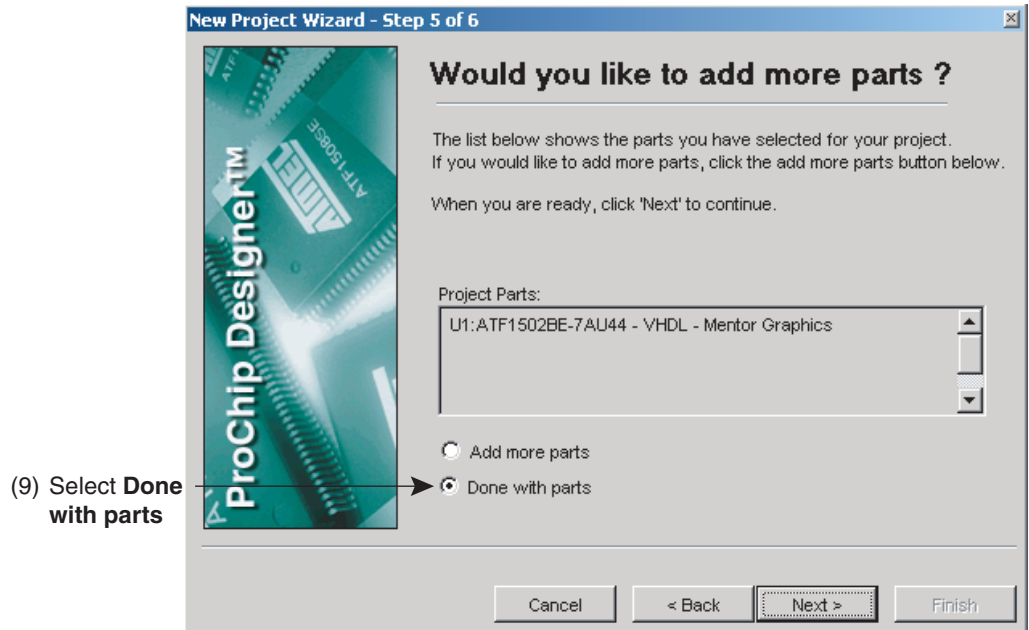 New Project Wizard - Step 5 of 6
ATF15
ATF1508SE
ATMEL
ProChip Designer™
Would you like to add more parts ?
The list below shows the parts you have selected for your project.
If you would like to add more parts, click the add more parts button below.
When you are ready, click 'Next' to continue.
Project Parts:
U1:ATF1502BE-7AU44 - VHDL - Mentor Graphics
Add more parts
(9) Select Done
with parts
Done with parts
Cancel
< Back
Next >
Finish